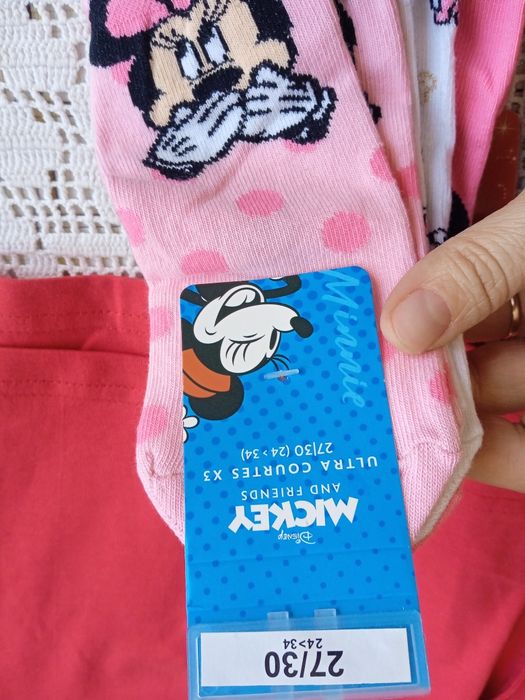 Minnie
Disney
MICKEY
AND FRIENDS
ULTRA COURTES X3
27/30 (24 > 34)
27/30
24>34